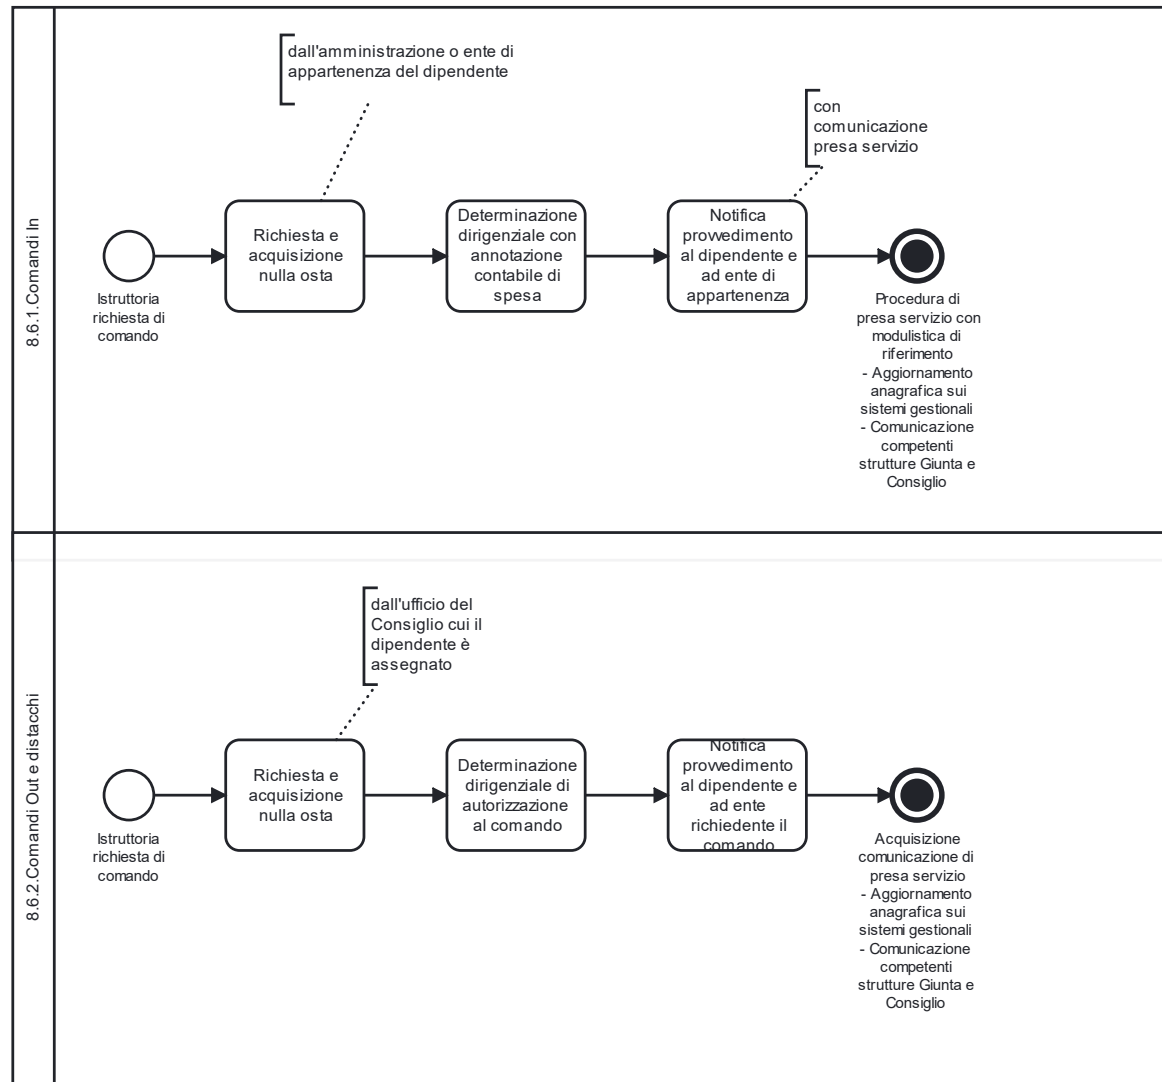 8.6.1.Comandi In
dall'amministrazione o ente di
appartenenza del dipendente
con
comunicazione
presa servizio
Istruttoria
richiesta di
comando
Richiesta e
acquisizione
nulla osta
Determinazione
dirigenziale con
annotazione
contabile di
spesa
Notifica
provvedimento
al dipendente e
ad ente di
appartenenza
Procedura di
presa servizio con
modulistica di
riferimento
- Aggiornamento
anagrafica sui
sistemi gestionali
- Comunicazione
competenti
strutture Giunta e
Consiglio
8.6.2.Comandi Out e distacchi
dall'ufficio del
Consiglio cui il
dipendente è
assegnato
Istruttoria
richiesta di
comando
Richiesta e
acquisizione
nulla osta
Determinazione
dirigenziale di
autorizzazione
al comando
Notifica
provvedimento
al dipendente e
ad ente
richiedente il
comando
Acquisizione
comunicazione di
presa servizio
- Aggiornamento
anagrafica sui
sistemi gestionali
- Comunicazione
competenti
strutture Giunta e
Consiglio